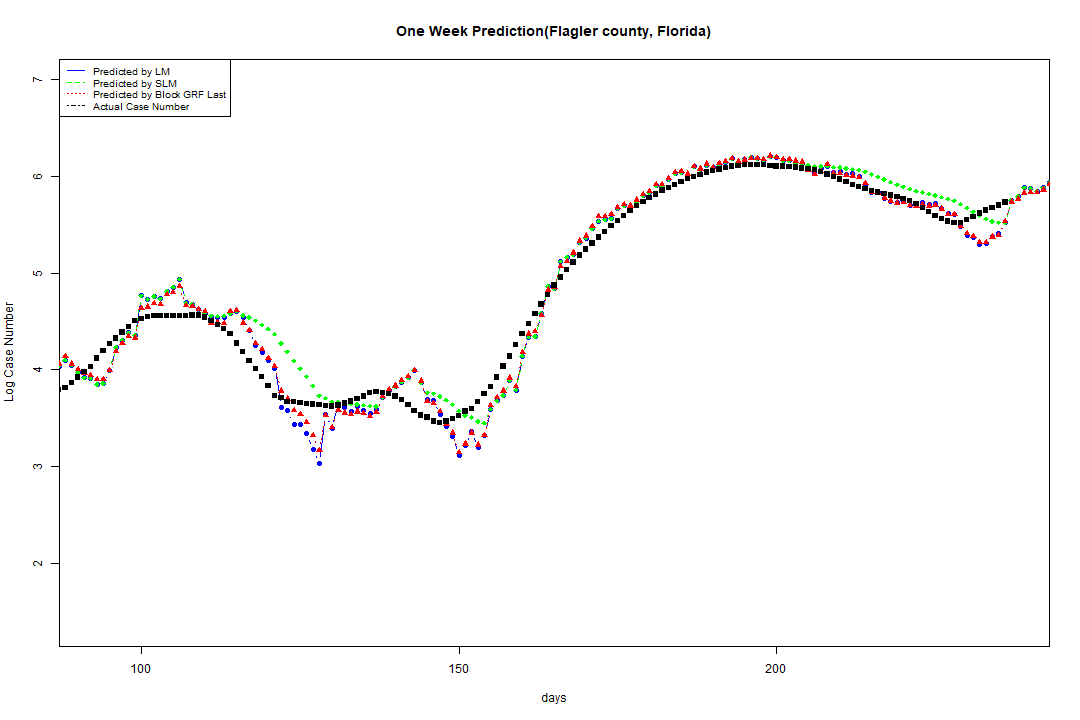 One Week Prediction(Flagler county, Florida)
Predicted by LM
Predicted by SLM
Predicted by Block GRF Last
Actual Case Number
7
6
5
4
3
2
Log Case Number
100 150 200
days